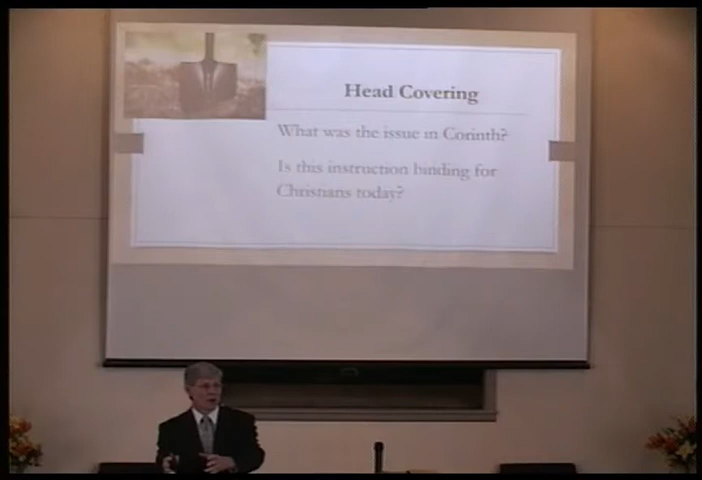 Head Covering
What was the issue in Corinth?
Is this instruction binding for
Christians today?